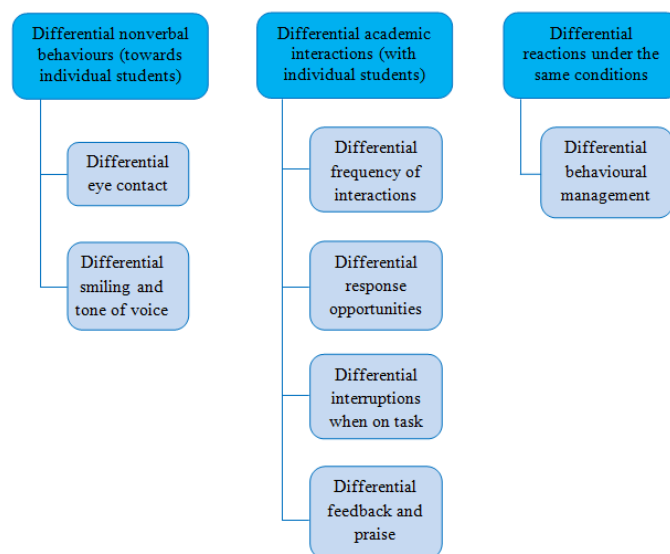 Differential nonverbal
behaviours (towards
individual students)
Differential
eye contact
Differential
smiling and
tone of voice
Differential academic
interactions (with
individual students)
Differential
frequency of
interactions
Differential
response
opportunities
Differential
interruptions
when on task
Differential
feedback and
praise
Differential
reactions under the
same conditions
Differential
behavioural
management